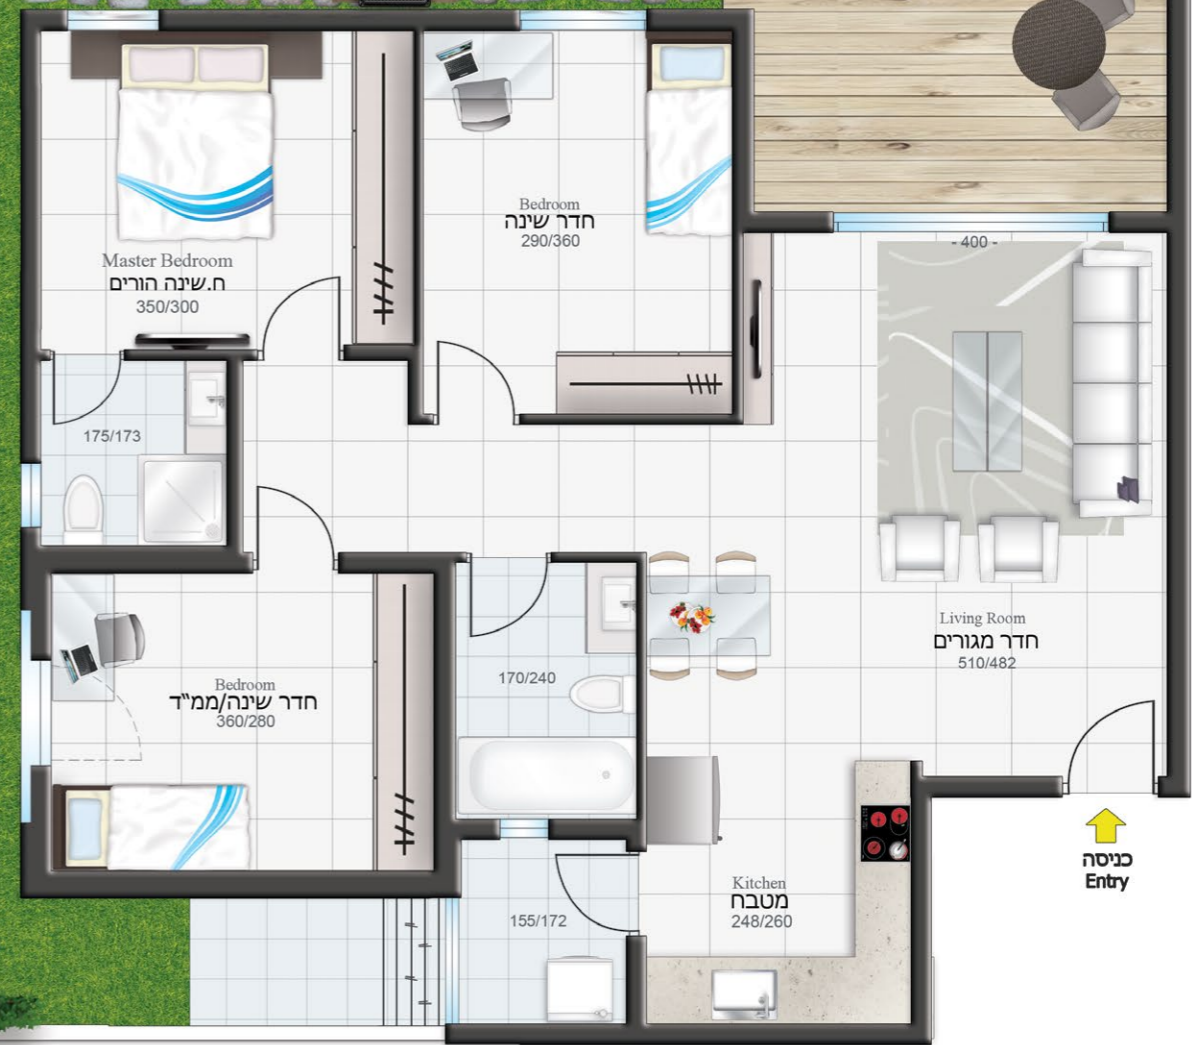 Bedroom
חדר שינה
290/360
- 400 -
Master Bedroom
ח.שינה הורים
350/300
175/173
Living Room
חדר מגורים
510/482
170/240
Bedroom
חדר שינה/ממ"ד
360/280
כניסה
Entry
Kitchen
מטבח
248/260
155/172